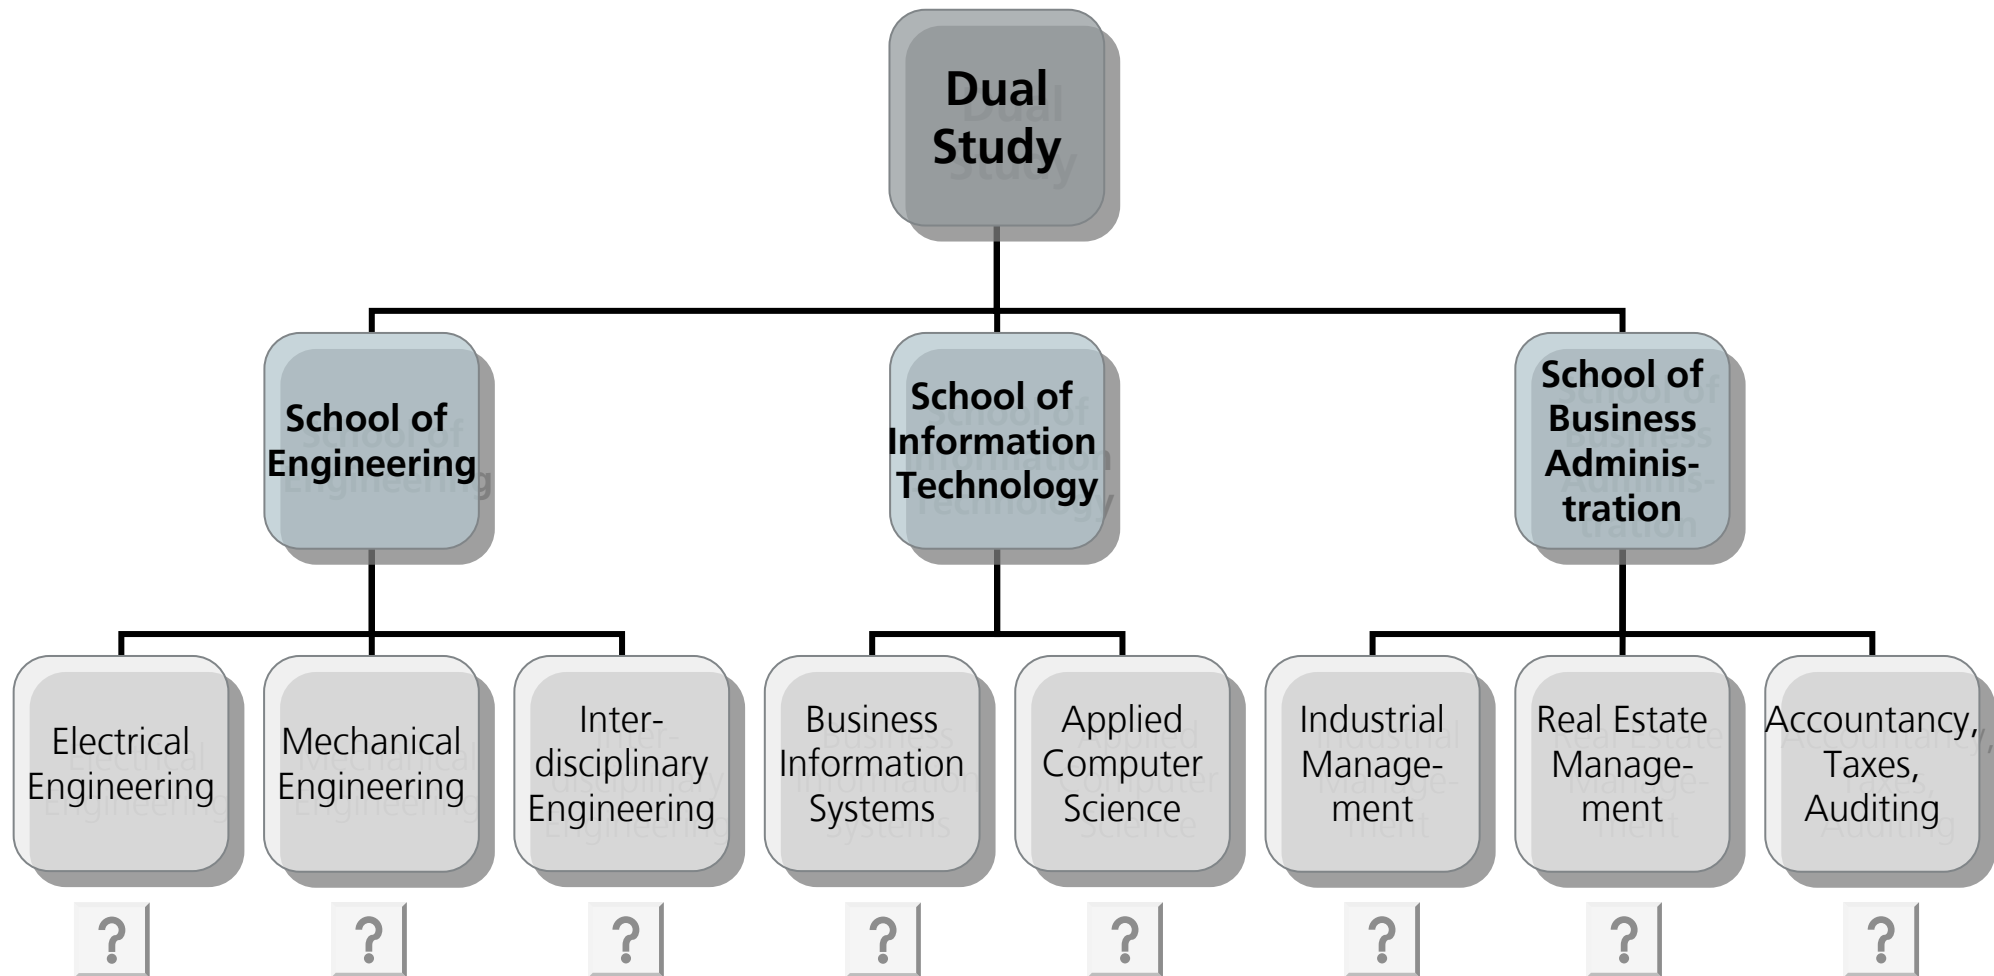 Dual
Study
School of
Engineering
School of
Information
Technology
School of
Business
Adminis-
tration
Electrical
Engineering
Mechanical
Engineering
Inter-
disciplinary
Engineering
Business
Information
Systems
Applied
Computer
Science
Industrial
Manage-
ment
Real Estate
Manage-
ment
Accountancy,
Taxes,
Auditing
? ? ? ? ? ? ? ?